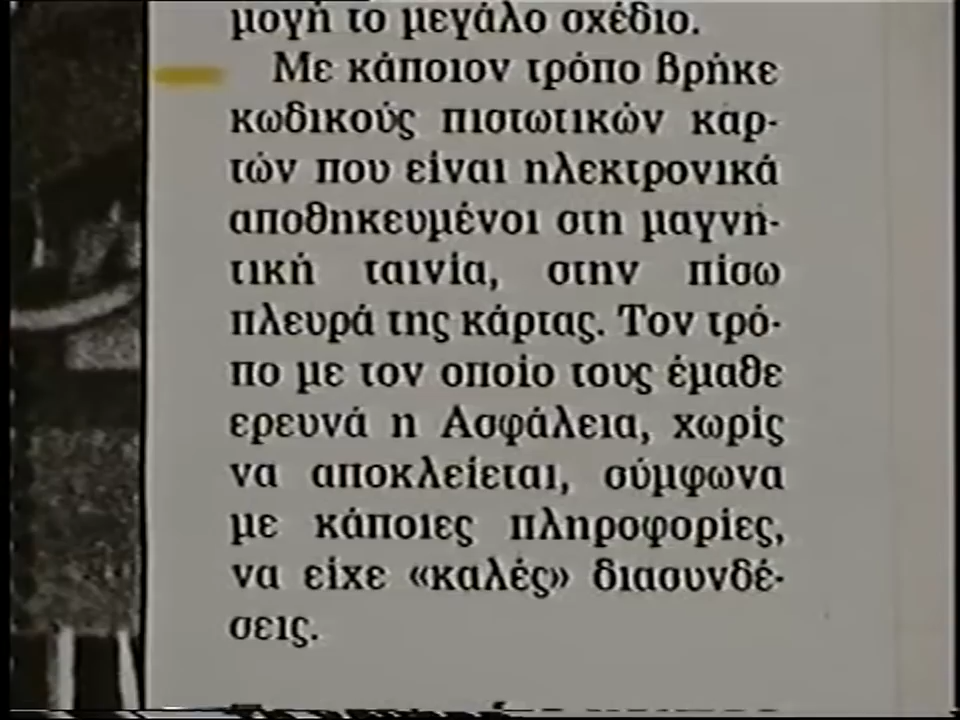 μογή το μεγάλο σχέδιο.
Με κάποιον τρόπο βρήκε
κωδικούς πιστωτικών καρ-
τών που είναι ηλεκτρονικά
αποθηκευμένοι στη μαγνη-
τική ταινία, στην πίσω
πλευρά της κάρτας. Τον τρό-
πο με τον οποίο τους έμαθε
ερευνά η Ασφάλεια, χωρίς
να αποκλείεται, σύμφωνα
με κάποιες πληροφορίες,
να είχε «καλές» διασυνδέ-
σεις.